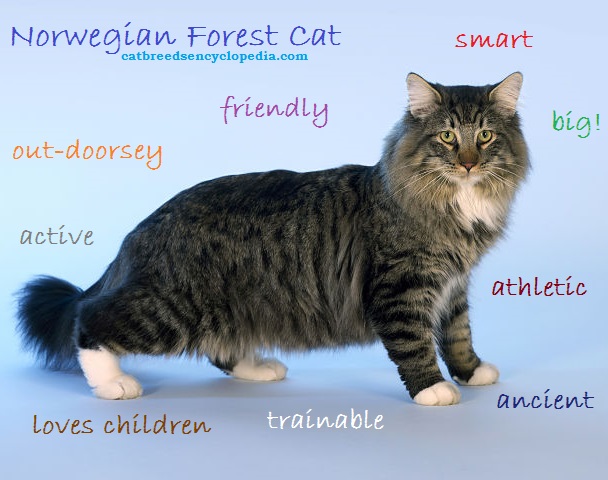 Norwegian Forest Cat
catbreedsencyclopedia.com
smart
friendly
big!
out-doorsey
active
athletic
ancient
loves children
trainable